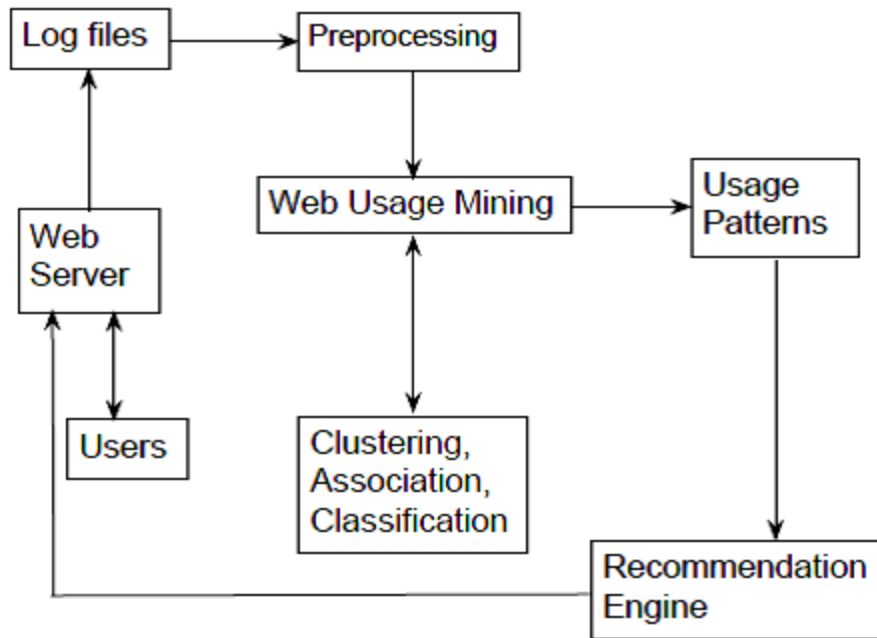 Log files
Preprocessing
Web Usage Mining
Usage
Patterns
Web
Server
Users
Clustering,
Association,
Classification
Recommendation
Engine